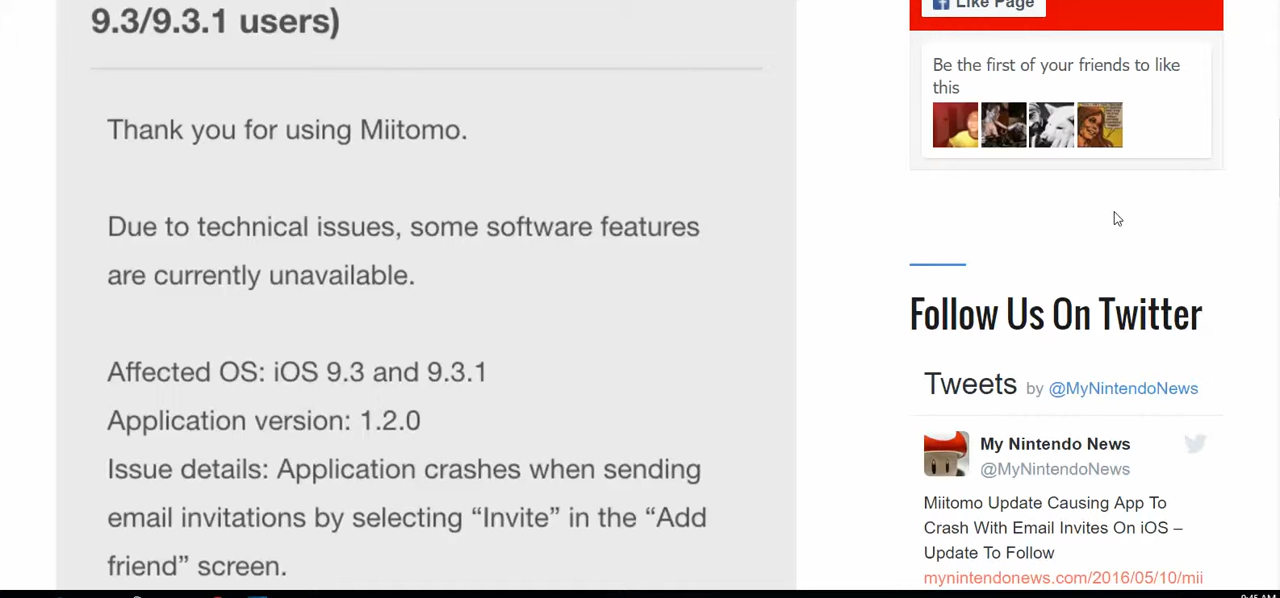 9.3/9.3.1 users)
Thank you for using Miitomo.
Due to technical issues, some software features
are currently unavailable.
Affected OS: iOS 9.3 and 9.3.1
Application version: 1.2.0
Issue details: Application crashes when sending
email invitations by selecting “Invite” in the “Add
friend” screen.
Like Page
Be the first of your friends to like
this
Follow Us On Twitter
Tweets by @MyNintendoNews
My Nintendo News
@MyNintendoNews
Miitomo Update Causing App To
Crash With Email Invites On iOS –
Update To Follow
mynintendonews.com/2016/05/10/mii